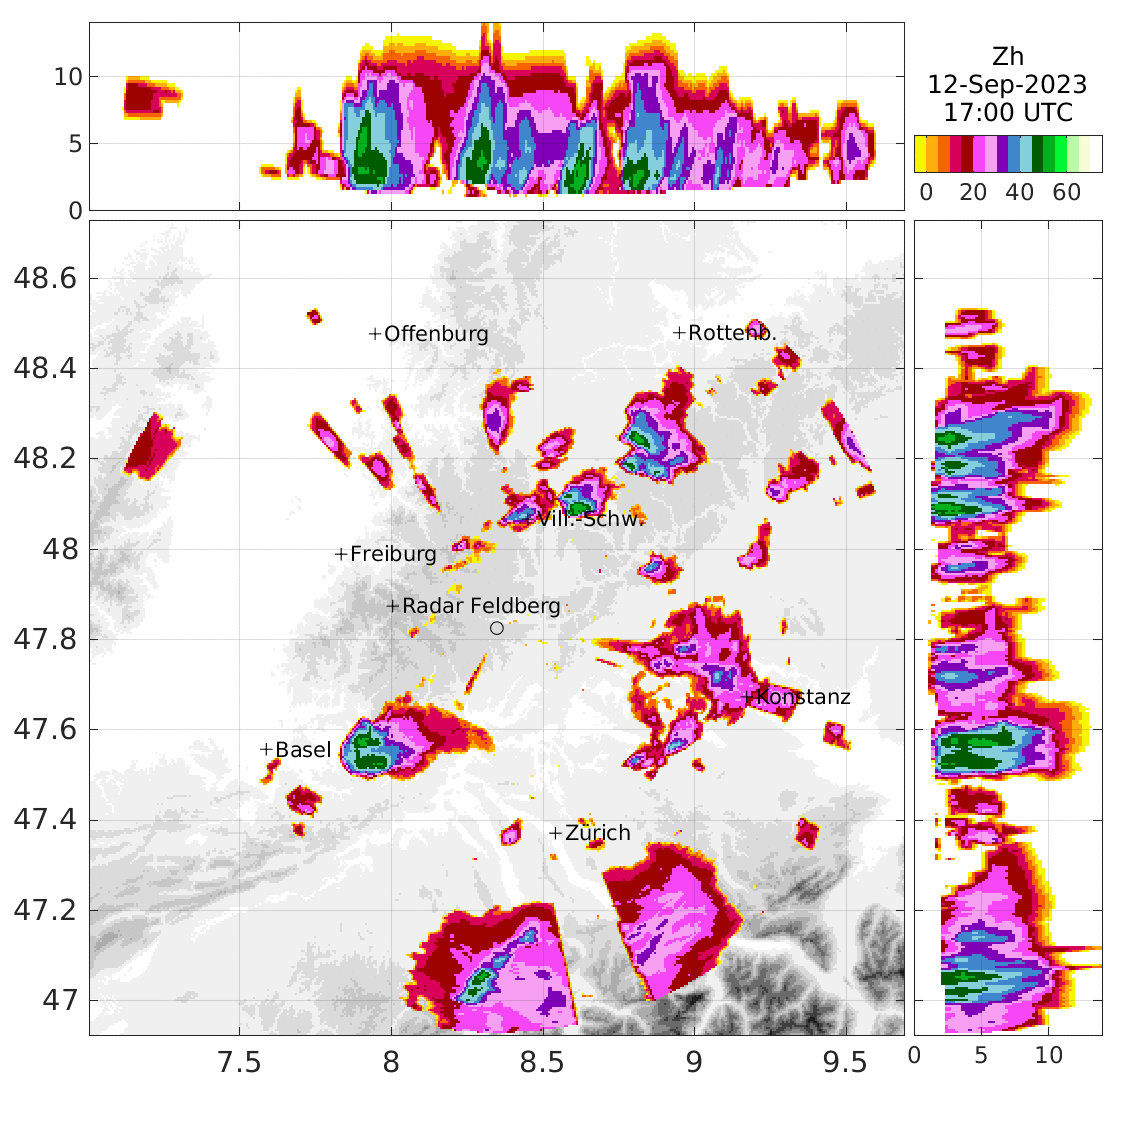 Zh
12-Sep-2023
17:00 UTC
0 20 40 60
10
5
0
48.6
48.4
48.2
48
47.8
47.6
47.4
47.2
47
+Offenburg
+Rottenb.
+Vill.-Schw.
+Freiburg
+Radar Feldberg
+Konstanz
+Basel
+Zürich
7.5 8 8.5 9 9.5
0 5 10